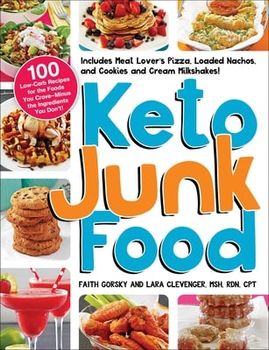 Includes Meat Lover's Pizza, Loaded Nachos,
and Cookies and Cream Milkshakes!
100
Low-Carb Recipes
for the Foods
You Crave—Minus
the Ingredients
You Don't!
Keto
Junk
Food
FAITH GORSKY AND LARA CLEVENGER, MSH, RDN, CPT